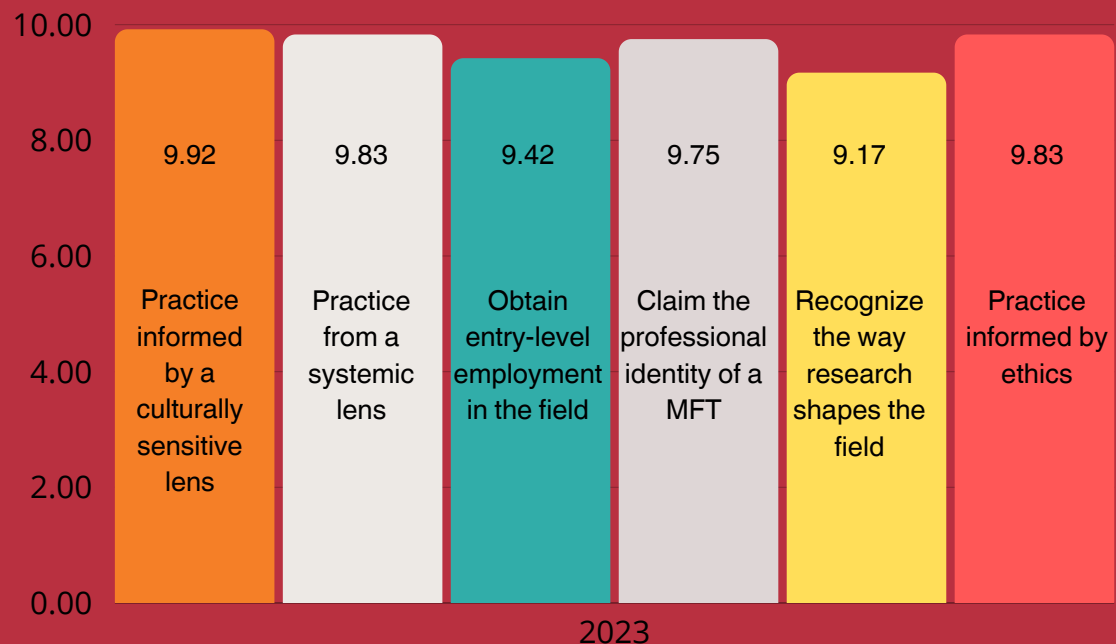 10.00
8.00
6.00
4.00
2.00
0.00
9.92
Practice
informed
by a
culturally
sensitive
lens
9.83
Practice
from a
systemic
lens
9.42
Obtain
entry-level
employment
in the field
9.75
Claim the
professional
identity of a
MFT
9.17
Recognize
the way
research
shapes the
field
9.83
Practice
informed by
ethics
2023